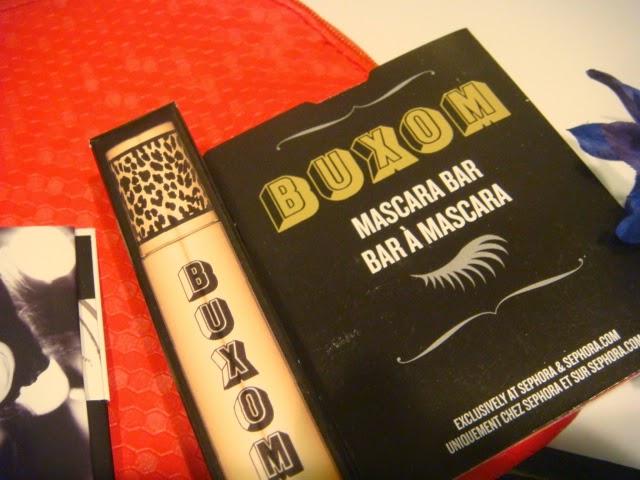 BUXOM
MASCARA BAR
BAR À MASCARA
EXCLUSIVELY AT SEPHORA & SEPHORA.COM
UNIQUEMENT CHEZ SEPHORA ET SUR SEPHORA.COM
BUXOM